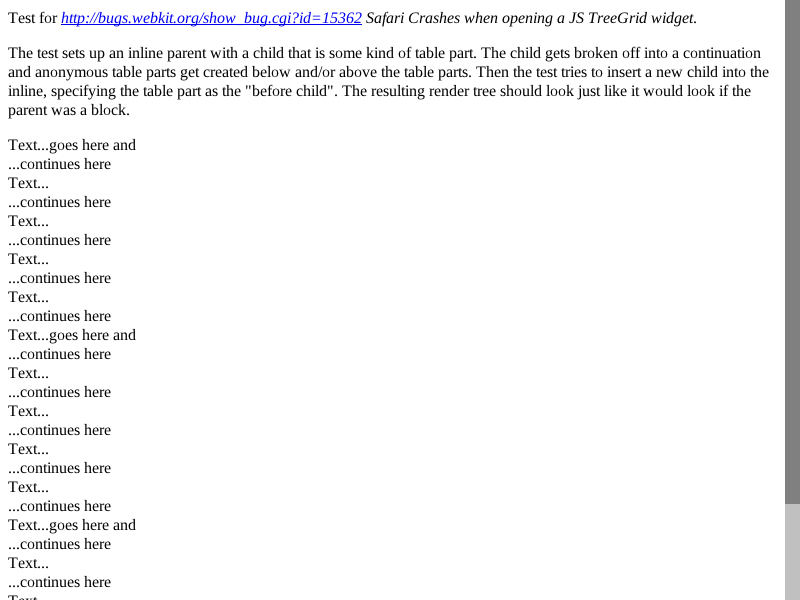 Test for http://bugs.webkit.org/show_bug.cgi?id=15362 Safari Crashes when opening a JS TreeGrid widget.
The test sets up an inline parent with a child that is some kind of table part. The child gets broken off into a continuation
and anonymous table parts get created below and/or above the table parts. Then the test tries to insert a new child into the
inline, specifying the table part as the "before child". The resulting render tree should look just like it would look if the
parent was a block.
Text...goes here and
...continues here
Text...
...continues here
Text...
...continues here
Text...
...continues here
Text...
...continues here
Text...goes here and
...continues here
Text...
...continues here
Text...
...continues here
Text...
...continues here
Text...
...continues here
Text...goes here and
...continues here
Text...
...continues here
Text...